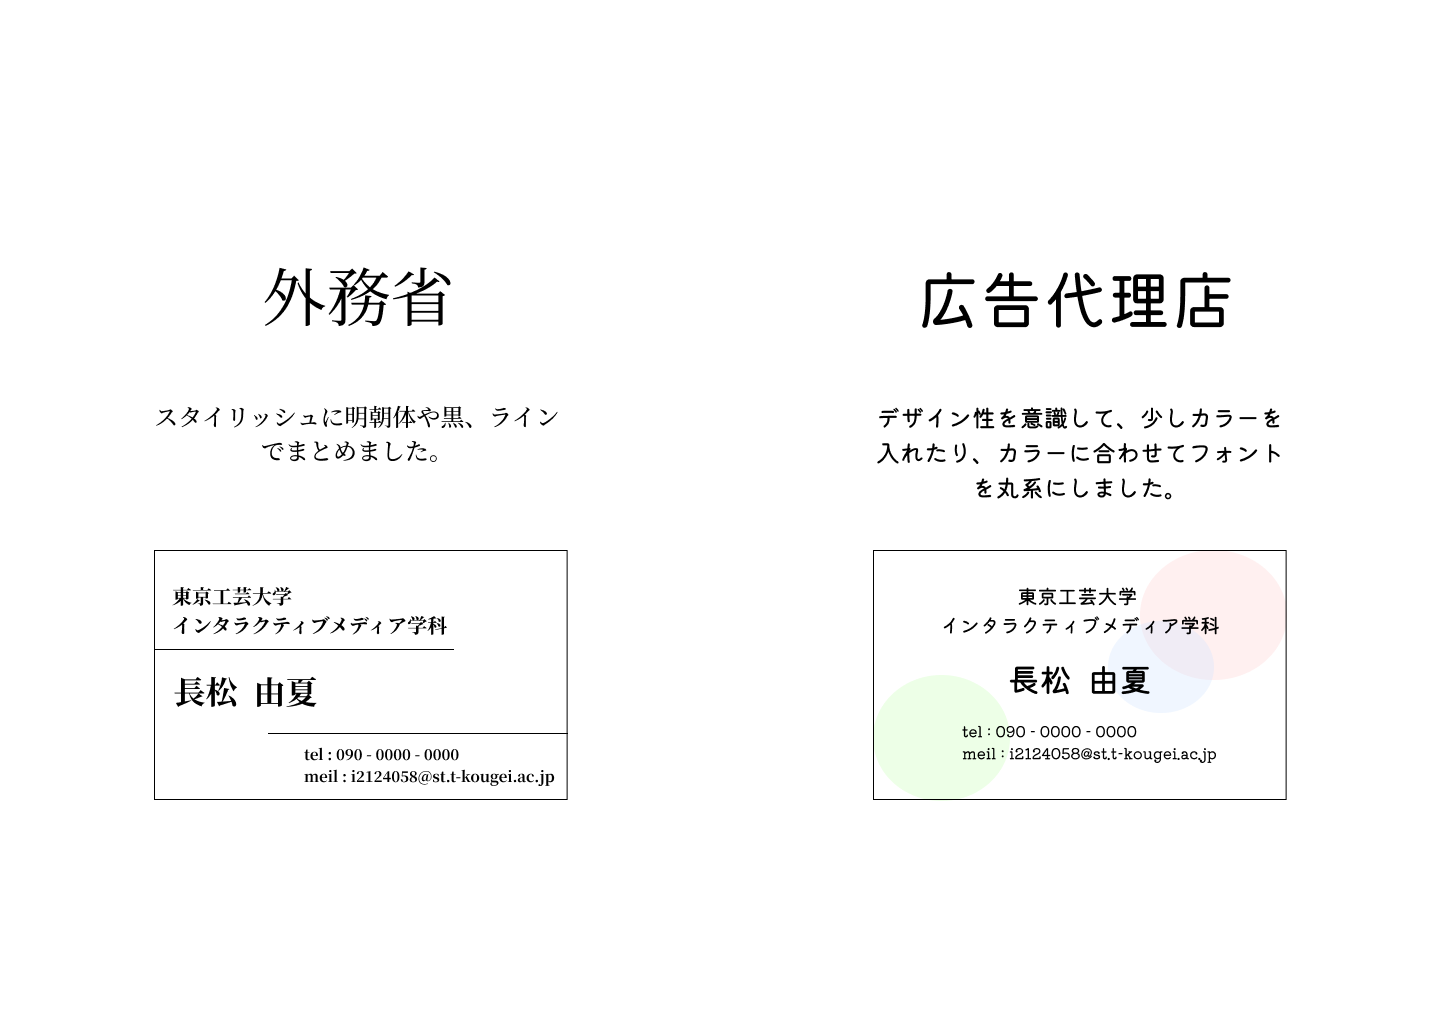 外務省
スタイリッシュに明朝体や黒、ライン
でまとめました。
東京工芸大学
インタラクティブメディア学科
長松 由夏
tel : 090 - 0000 - 0000
meil : i2124058@st.t-kougei.ac.jp
広告代理店
デザイン性を意識して、少しカラーを
入れたり、カラーに合わせてフォント
を丸系にしました。
東京工芸大学
インタラクティブメディア学科
長松 由夏
tel : 090 - 0000 - 0000
meil : i2124058@st.t-kougei.ac.jp